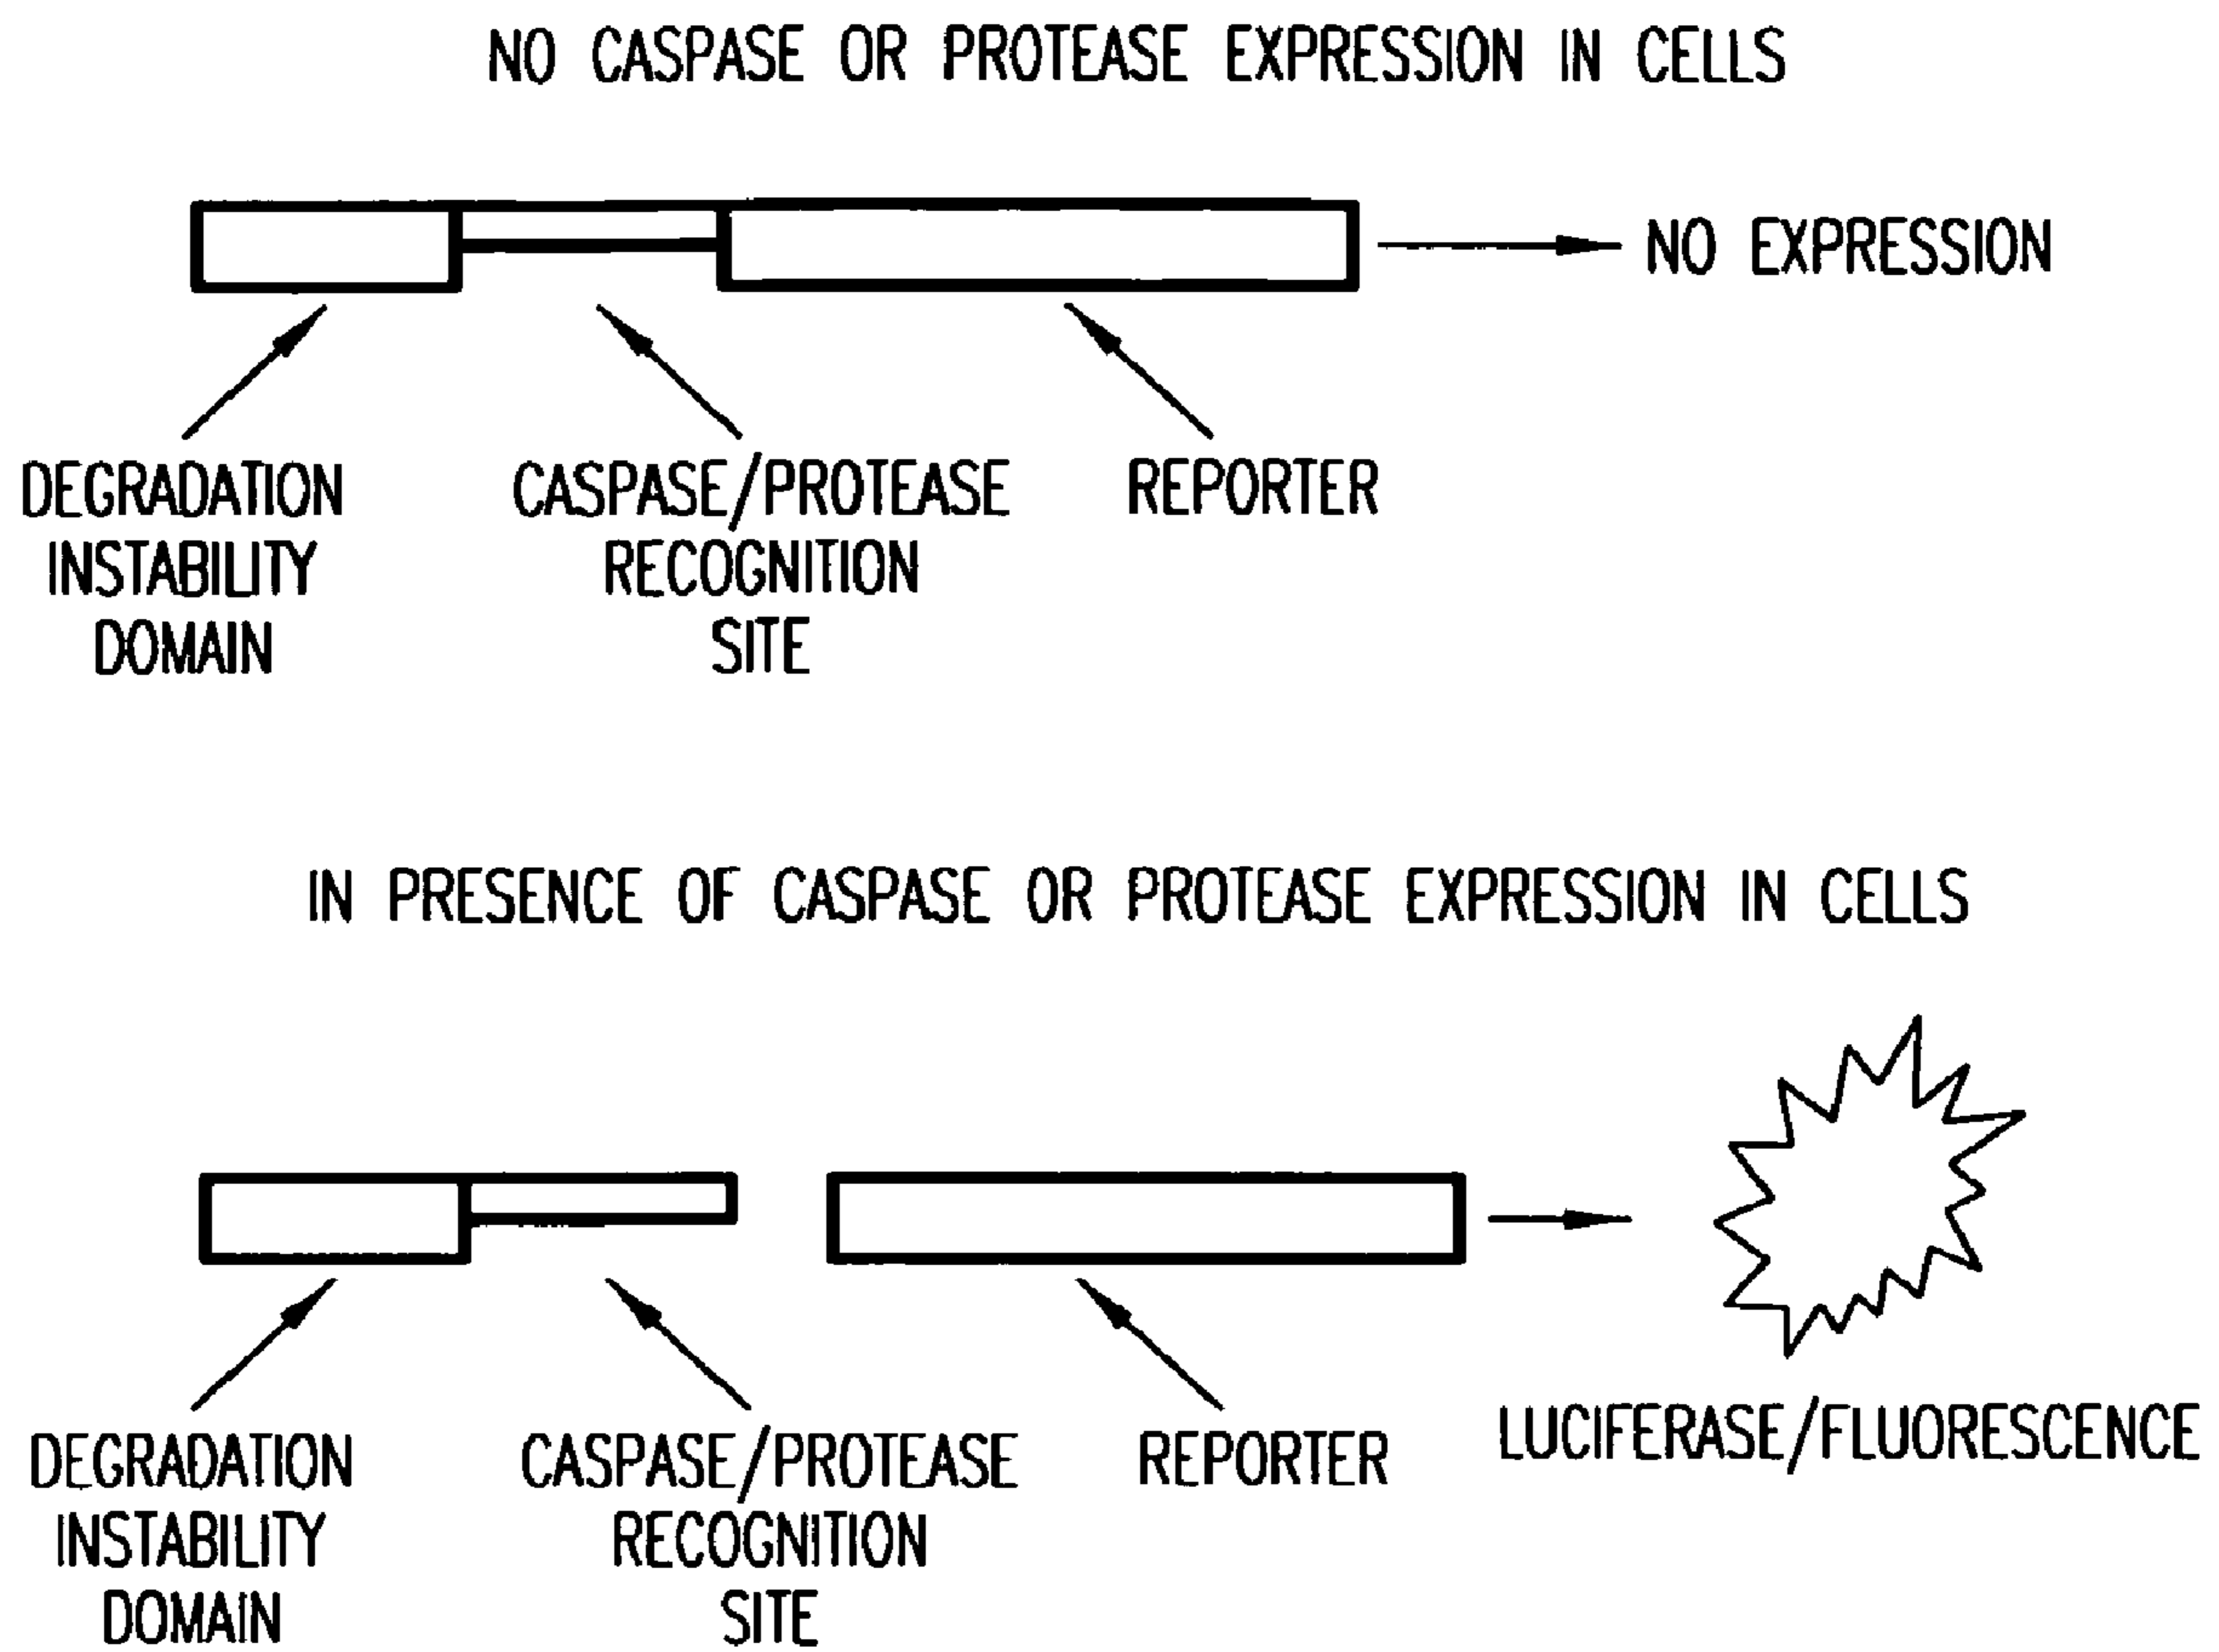 NO CASPASE OR PROTEASE EXPRESSION IN CELLS
NO EXPRESSION
DEGRADATION
INSTABILITY
DOMAIN
CASPASE/PROTEASE
RECOGNITION
SITE
REPORTER
IN PRESENCE OF CASPASE OR PROTEASE EXPRESSION IN CELLS
DEGRADATION
INSTABILITY
DOMAIN
CASPASE/PROTEASE
RECOGNITION
SITE
REPORTER
LUCIFERASE/FLUORESCENCE